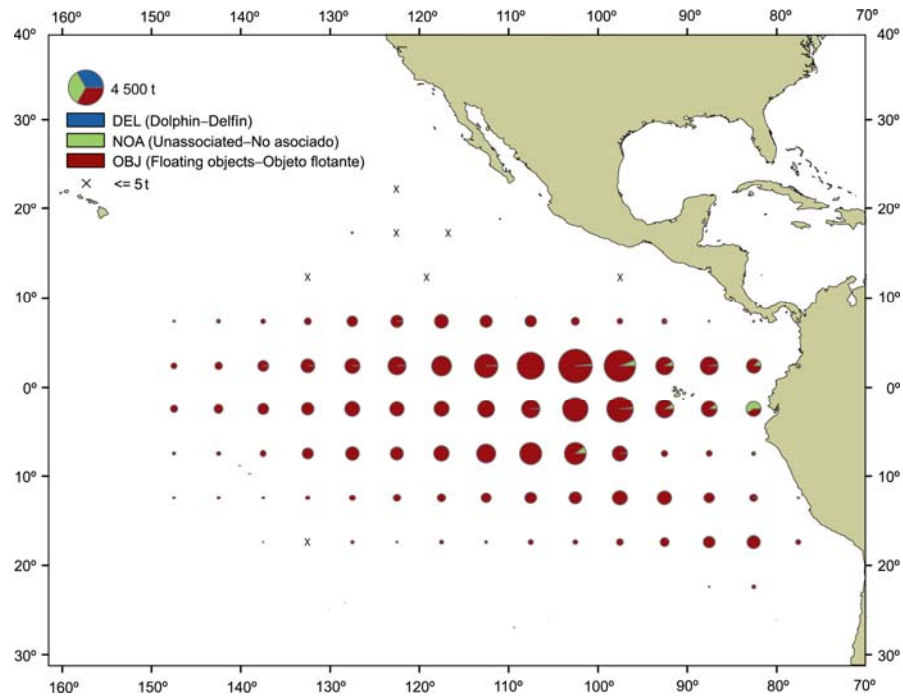 160º 150º 140º 130º 120º 110º 100º 90º 80º 70º
40º 40º
4 500 t
30º 30º
DEL (Dolphin–Delfín)
NOA (Unassociated–No asociado)
OBJ (Floating objects–Objeto flotante)
X <= 5 t
X
20º 20º
X X
X X X
10º 10º
0º 0º
10º 10º
X
20º 20º
30º 30º
160º 150º 140º 130º 120º 110º 100º 90º 80º 70º